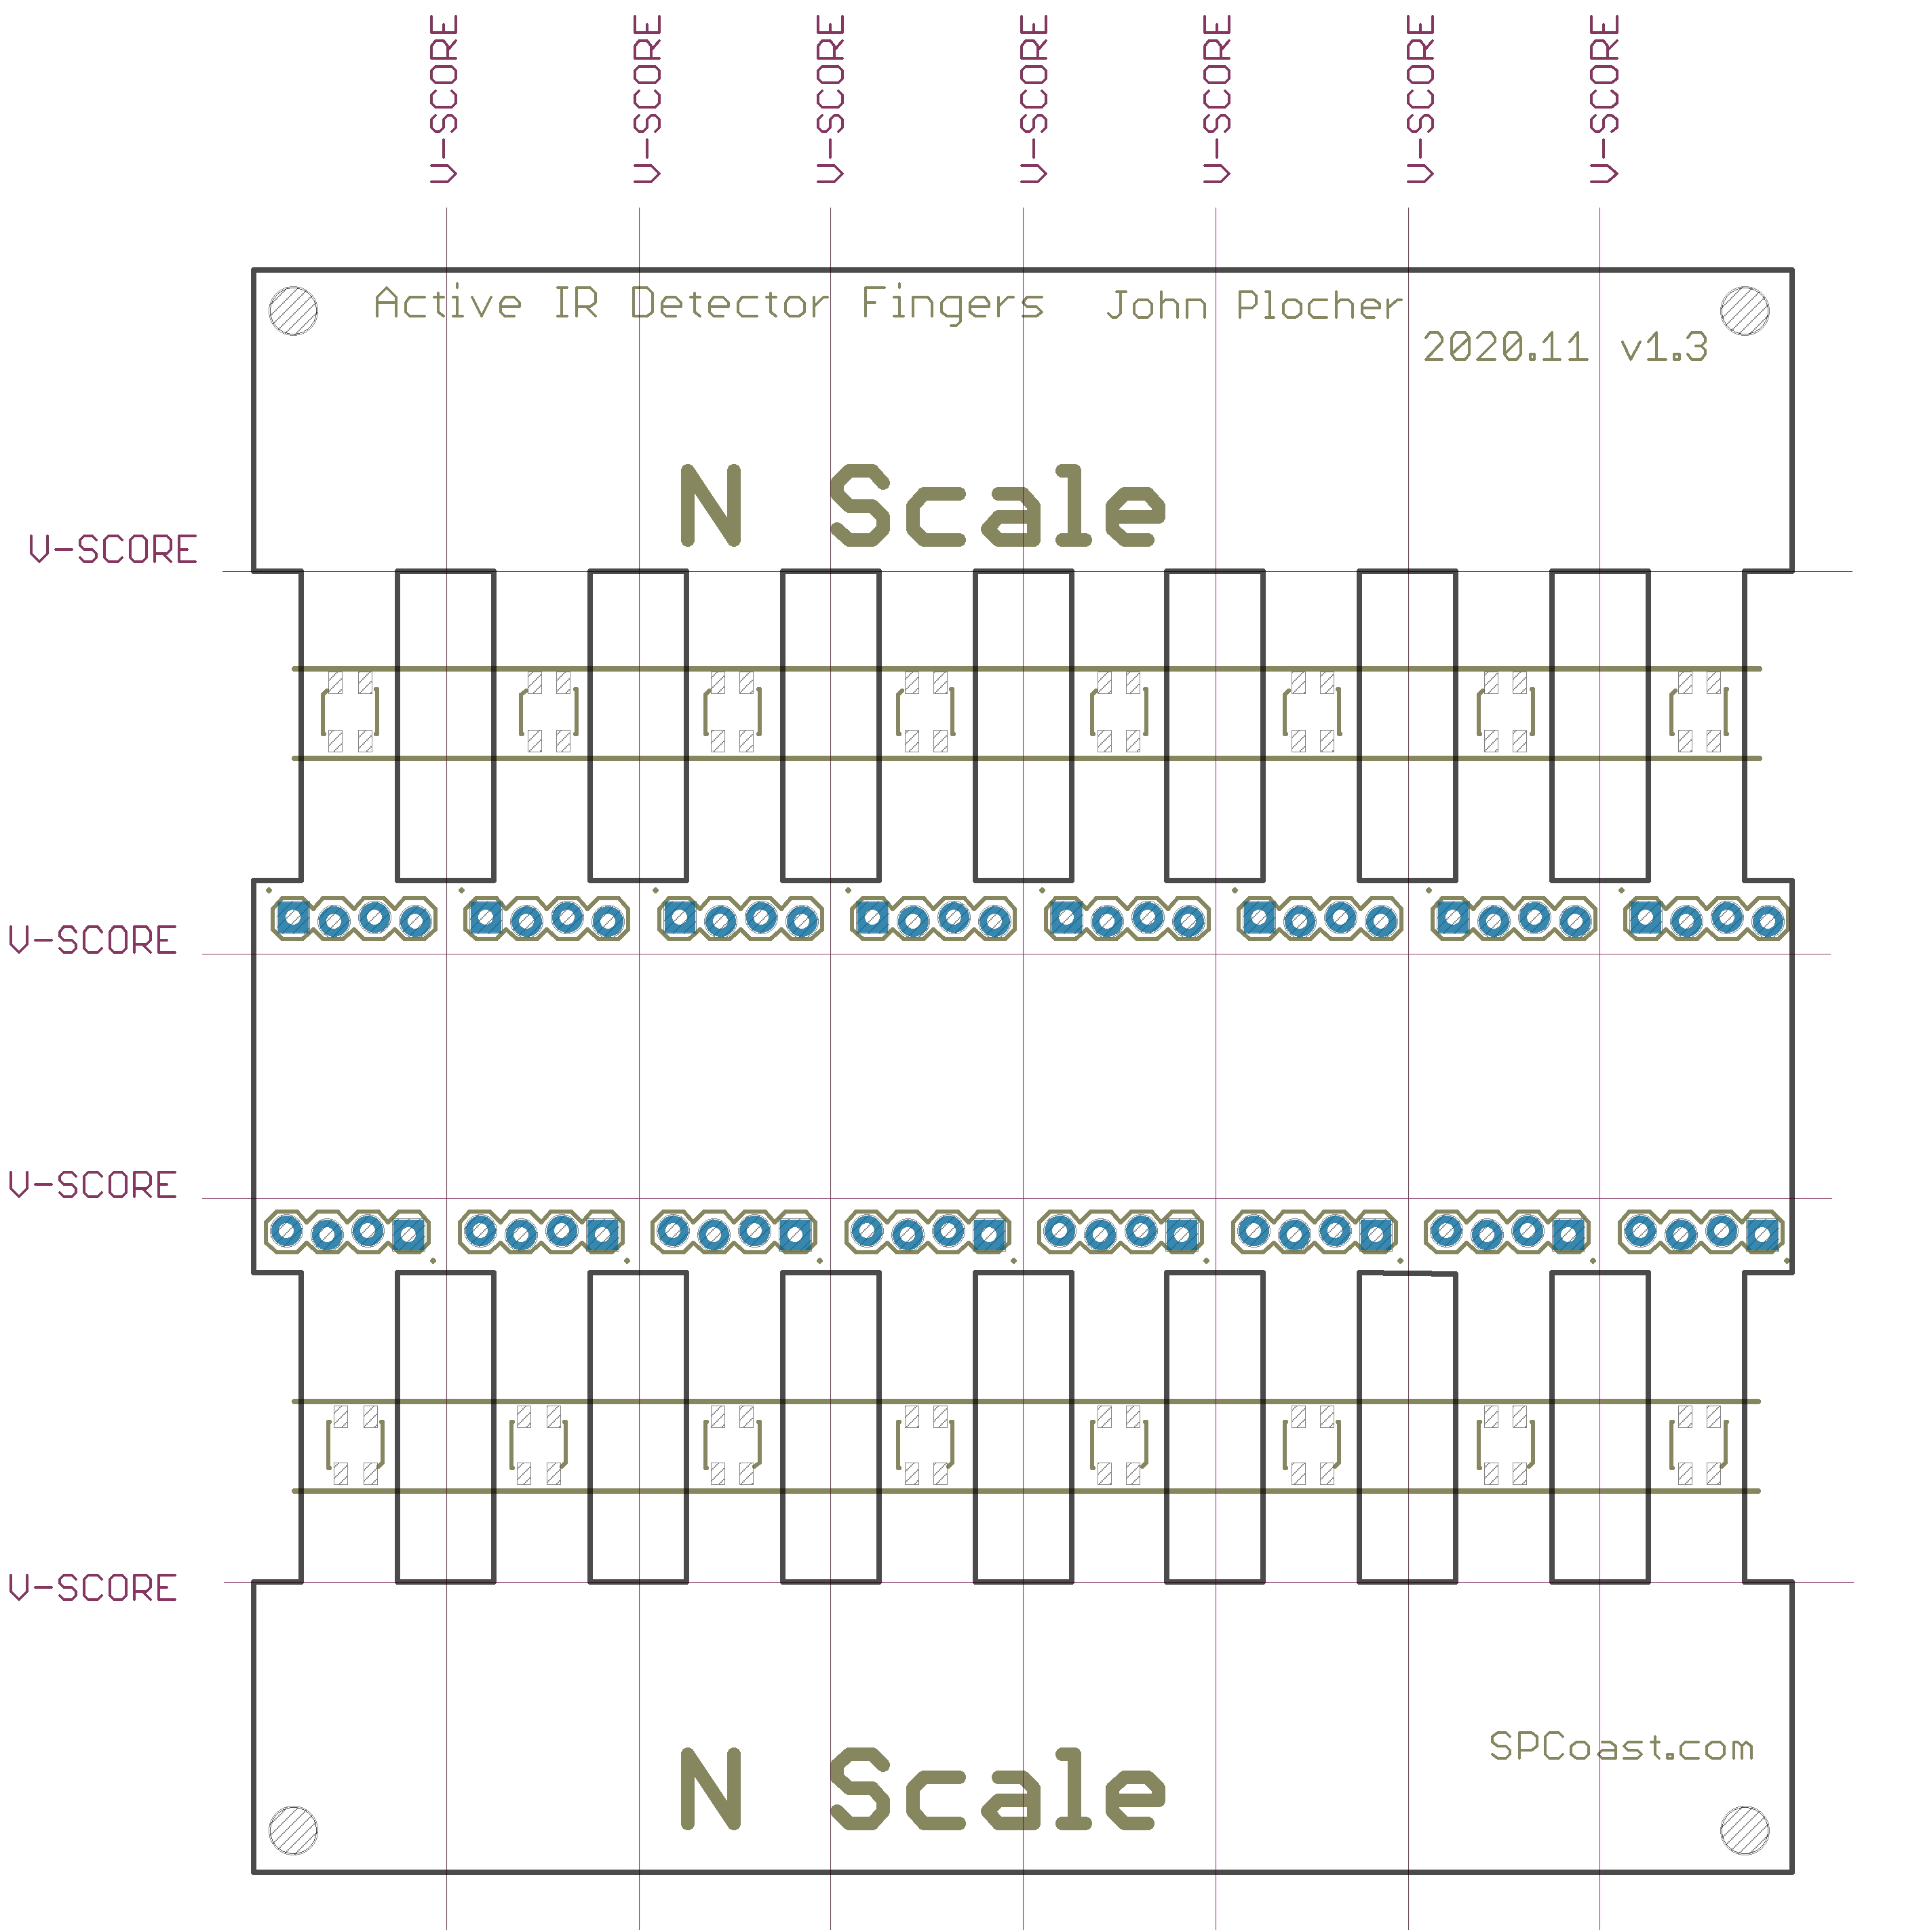 V-SCORE V-SCORE V-SCORE V-SCORE V-SCORE V-SCORE V-SCORE
Active IR Detector Fingers John Plocher
2020.11 v1.3
N Scale
V-SCORE
V-SCORE
V-SCORE
V-SCORE
SPCoast.com
N Scale